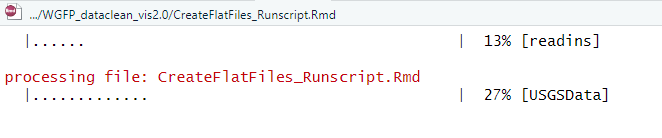 .../WGFP_dataclean_vis2.0/CreateFlatFiles_Runscript.Rmd
|...... | 13% [readins]
processing file: CreateFlatFiles_Runscript.Rmd
|............. | 27% [USGSData]